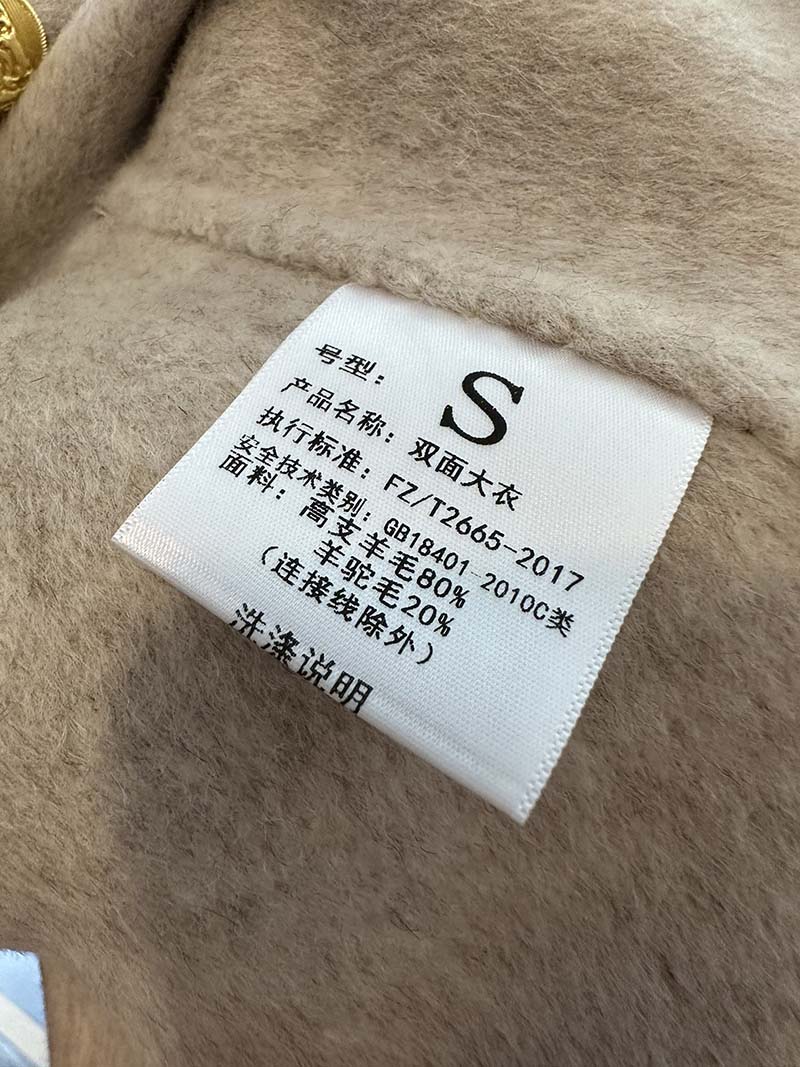 号型： S
产品名称：双面大衣
执行标准：FZ/T2665-2017
安全技术类别：GB18401-2010C类
面料：高支羊毛80%
羊驼毛20%
（连接线除外）
洗涤说明